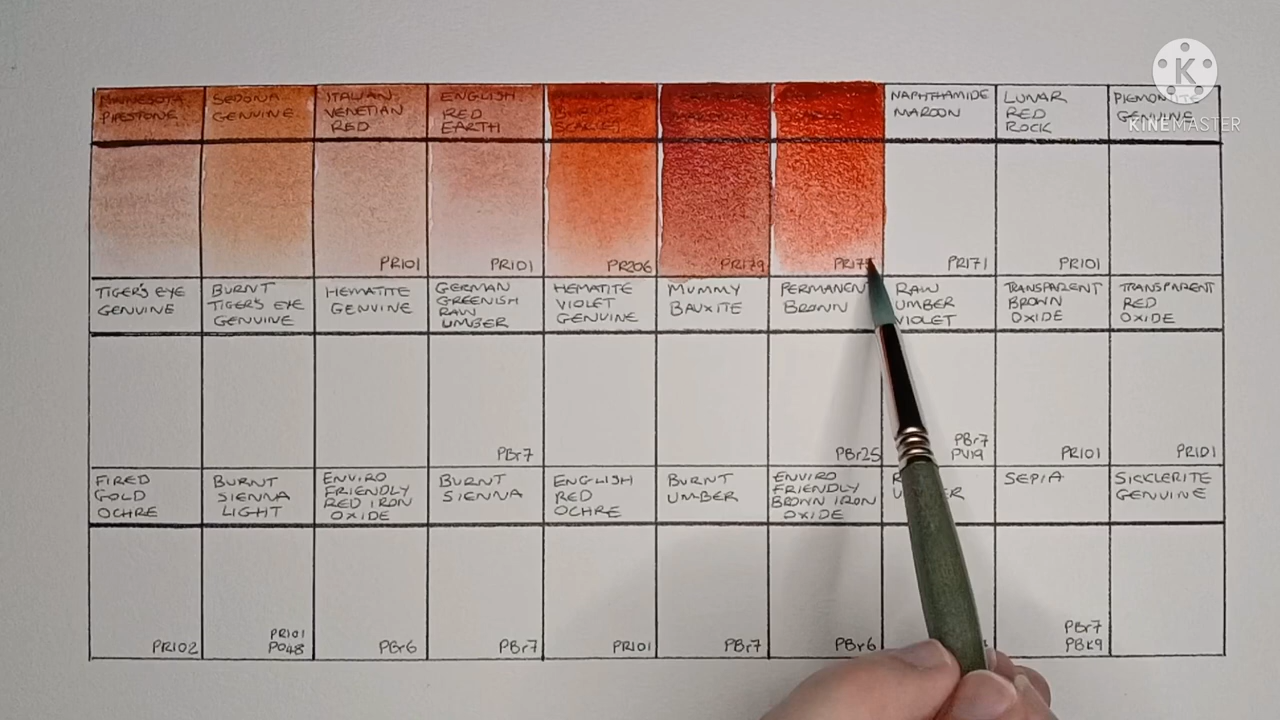 MINNESOTA
PIPESTONE
SEDONA
GENUINE
ITALIAN
VENETIAN
RED
ENGLISH
RED
EARTH
SCARLET
NAPHTHAMIDE
MAROON
LUNAR
RED
ROCK
PIEMONTITE
GENUINE
PR101
PR101
PR206
PR179
PR171
PR101
TIGER'S EYE
GENUINE
BURNT
TIGER'S EYE
GENUINE
HEMATITE
GENUINE
GERMAN
GREENISH
RAW
UMBER
HEMATITE
VIOLET
GENUINE
MUMMY
BAUXITE
PERMANENT
BROWN
RAW
UMBER
VIOLET
TRANSPARENT
BROWN
OXIDE
TRANSPARENT
RED
OXIDE
PBr7
PBr25
PBr7
PV19
PR101
PR101
FIRED
GOLD
OCHRE
BURNT
SIENNA
LIGHT
ENVIRO
FRIENDLY
RED IRON
OXIDE
BURNT
SIENNA
ENGLISH
RED
OCHRE
BURNT
UMBER
ENVIRO
FRIENDLY
BROWN IRON
OXIDE
SEPIA
SICKLERITE
GENUINE
PR102
PR101
PO48
PBr6
PBr7
PR101
PBr7
PBr6
PBr7
PBk9
K
KINEMASTER